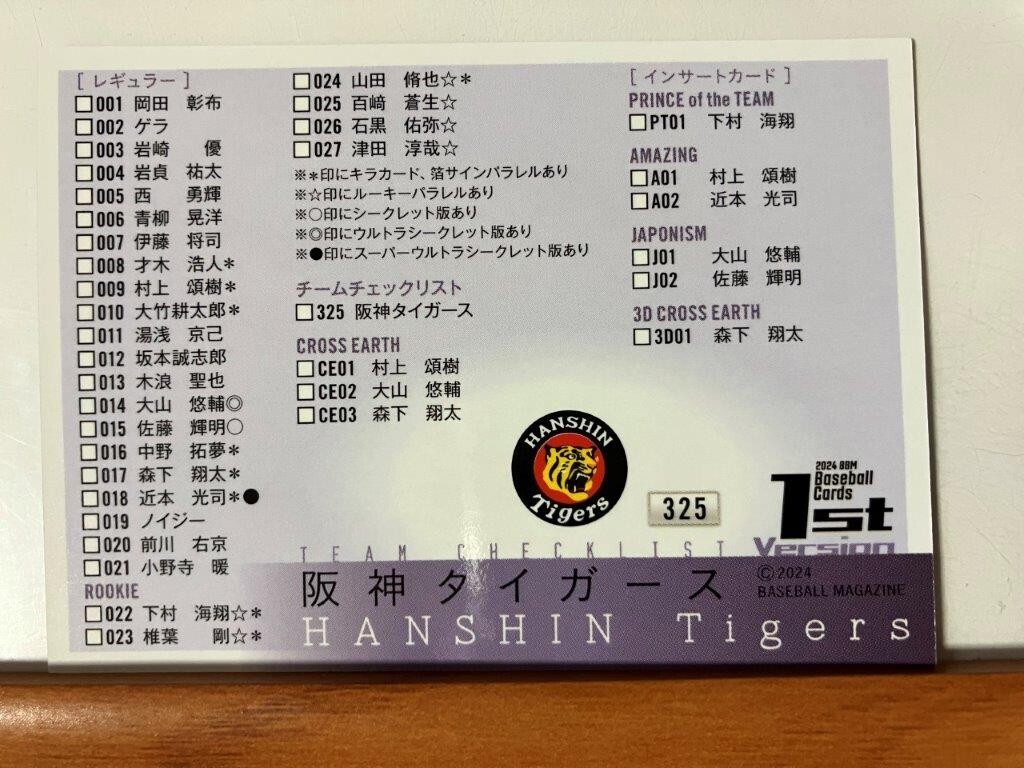 [ レギュラー ]
□001 岡田 彰布
□002 ゲラ
□003 岩崎 優
□004 岩貞 祐太
□005 西 勇輝
□006 青柳 晃洋
□007 伊藤 将司
□008 才木 浩人＊
□009 村上 頌樹＊
□010 大竹耕太郎＊
□011 湯浅 京己
□012 坂本誠志郎
□013 木浪 聖也
□014 大山 悠輔◎
□015 佐藤 輝明○
□016 中野 拓夢＊
□017 森下 翔太＊
□018 近本 光司＊●
□019 ノイジー
□020 前川 右京
□021 小野寺 暖
ROOKIE
□022 下村 海翔☆＊
□023 椎葉 剛☆＊
□024 山田 脩也☆＊
□025 百﨑 蒼生☆
□026 石黒 佑弥☆
□027 津田 淳哉☆
※＊印にキラカード、箔サインパラレルあり
※☆印にルーキーパラレルあり
※○印にシークレット版あり
※◎印にウルトラシークレット版あり
※●印にスーパーウルトラシークレット版あり
チームチェックリスト
□325 阪神タイガース
CROSS EARTH
□CE01 村上 頌樹
□CE02 大山 悠輔
□CE03 森下 翔太
[ インサートカード ]
PRINCE of the TEAM
□PT01 下村 海翔
AMAZING
□A01 村上 頌樹
□A02 近本 光司
JAPONISM
□J01 大山 悠輔
□J02 佐藤 輝明
3D CROSS EARTH
□3D01 森下 翔太
HANSHIN
Tigers
325
2024 BBM
Baseball
Cards
1st
Version
TEAM CHECKLIST
阪神タイガース
HANSHIN Tigers
©2024
BASEBALL MAGAZINE